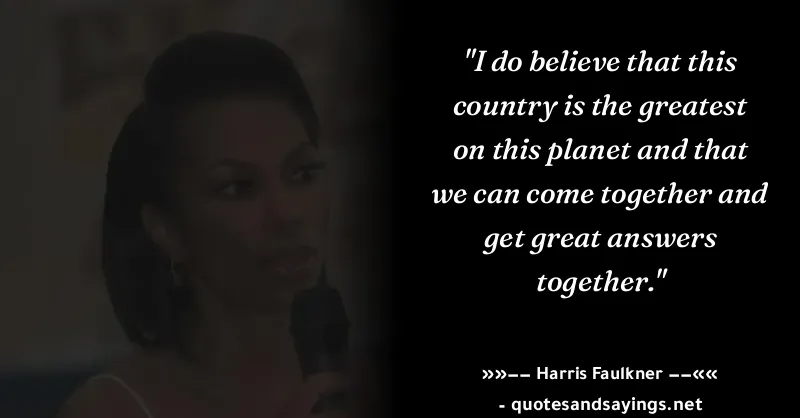 "I do believe that this
country is the greatest
on this planet and that
we can come together and
get great answers
together."
»»−− Harris Faulkner −−««
- quotesandsayings.net